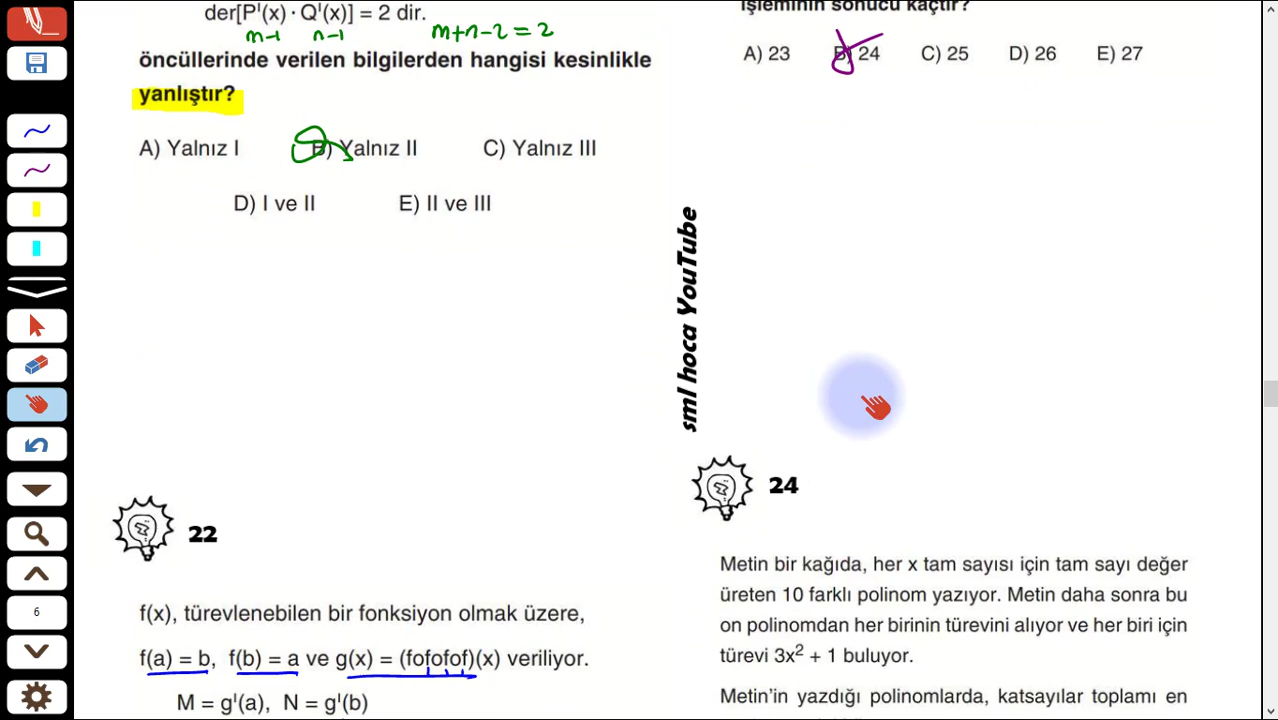 der[P'(x) · Q'(x)] = 2 dir.
m-1 n-1 m+n-2=2
öncüllerinde verilen bilgilerden hangisi kesinlikle
yanlıştır?
A) Yalnız I B) Yalnız II C) Yalnız III
D) I ve II E) II ve III
22
f(x), türevlenebilen bir fonksiyon olmak üzere,
f(a) = b, f(b) = a ve g(x) = (fofofof)(x) veriliyor.
M = g'(a), N = g'(b)
sml hoca YouTube
işleminin sonucu kaçtır?
A) 23 B) 24 C) 25 D) 26 E) 27
24
Metin bir kağıda, her x tam sayısı için tam sayı değer
üreten 10 farklı polinom yazıyor. Metin daha sonra bu
on polinomdan her birinin türevini alıyor ve her biri için
türevi 3x² + 1 buluyor.
Metin'in yazdığı polinomlarda, katsayılar toplamı en
6